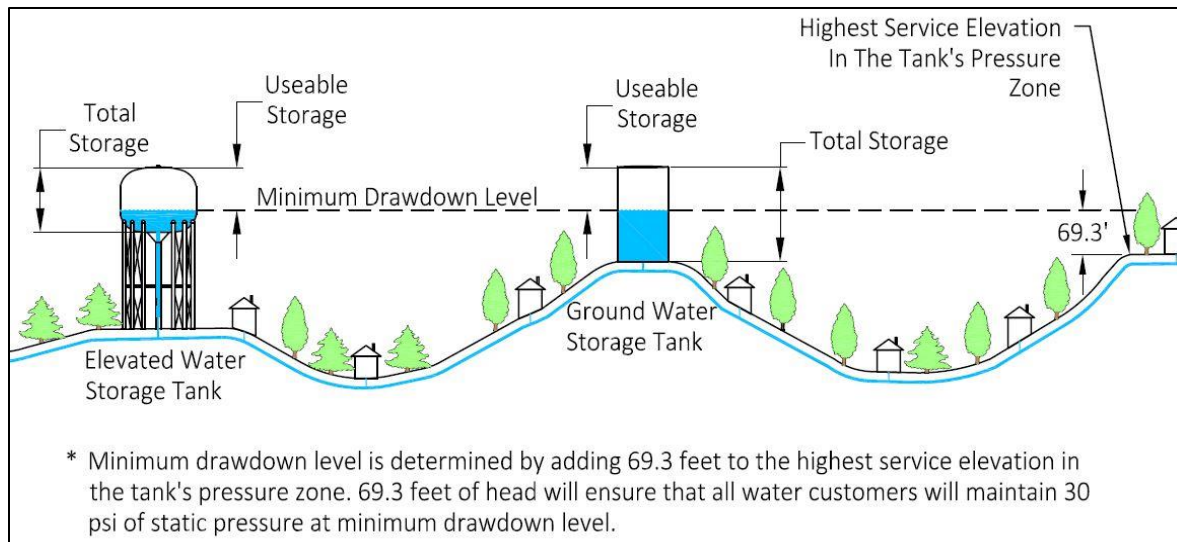 Highest Service Elevation
In The Tank's Pressure
Zone
Useable
Storage
Useable
Storage
Total
Storage
Total Storage
Minimum Drawdown Level
69.3'
Ground Water
Storage Tank
Elevated Water
Storage Tank
* Minimum drawdown level is determined by adding 69.3 feet to the highest service elevation in
the tank's pressure zone. 69.3 feet of head will ensure that all water customers will maintain 30
psi of static pressure at minimum drawdown level.